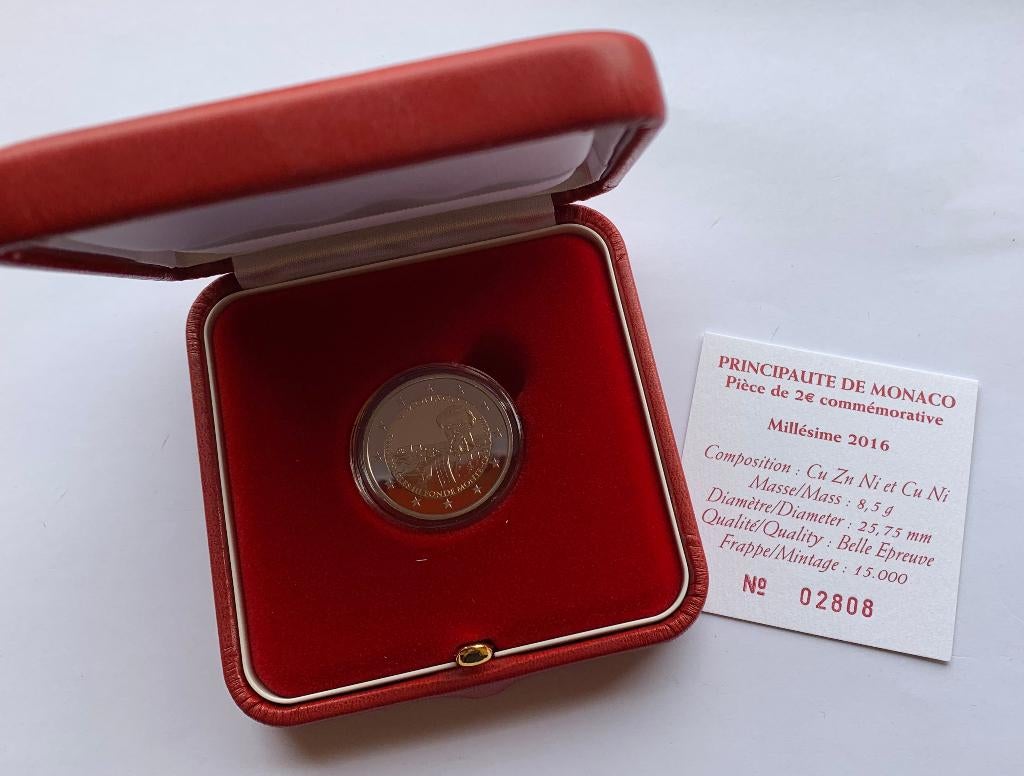 PRINCIPAUTE DE MONACO
Pièce de 2€ commémorative
Millésime 2016
Composition : Cu Zn Ni et Cu Ni
Masse/Mass : 8,5 g
Diamètre/Diameter : 25,75 mm
Qualité/Quality : Belle Epreuve
Frappe/Mintage : 15.000
Nº 02808